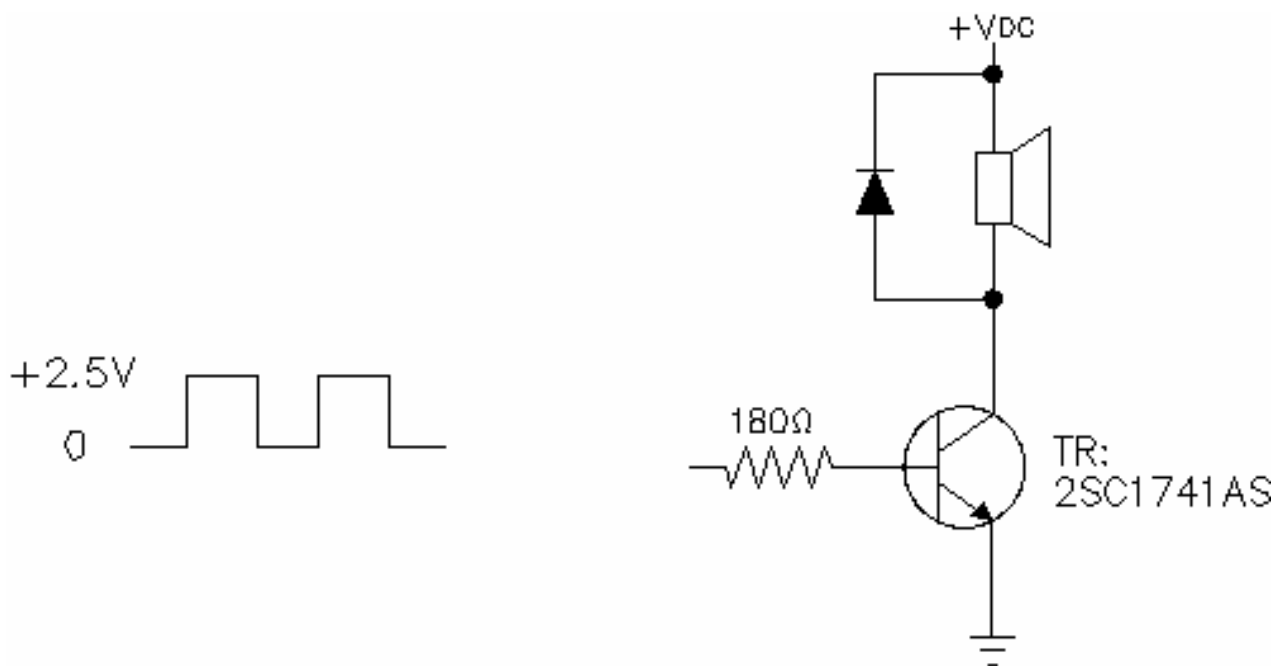 +VDC
+2.5V
0
180Ω
TR:
2SC1741AS